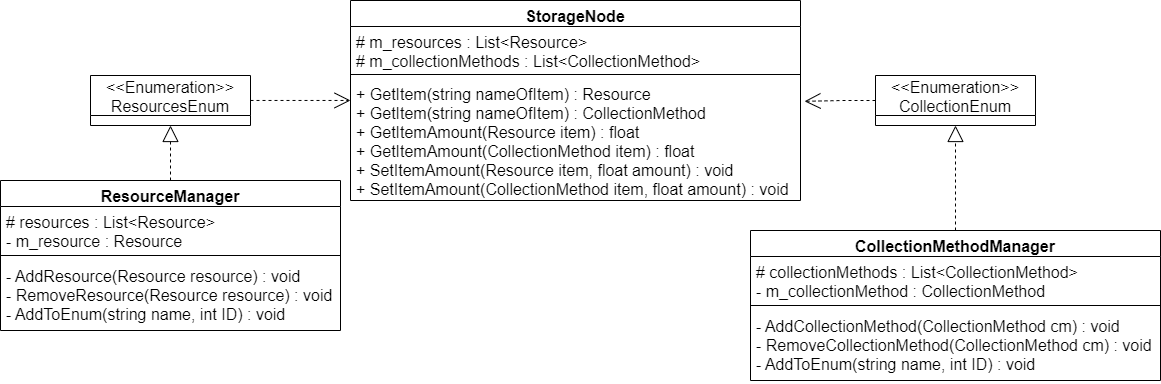 StorageNode
# m_resources : List<Resource>
# m_collectionMethods : List<CollectionMethod>
+ GetItem(string nameOfItem) : Resource
+ GetItem(string nameOfItem) : CollectionMethod
+ GetItemAmount(Resource item) : float
+ GetItemAmount(CollectionMethod item) : float
+ SetItemAmount(Resource item, float amount) : void
+ SetItemAmount(CollectionMethod item, float amount) : void
<<Enumeration>>
ResourcesEnum
<<Enumeration>>
CollectionEnum
ResourceManager
# resources : List<Resource>
- m_resource : Resource
- AddResource(Resource resource) : void
- RemoveResource(Resource resource) : void
- AddToEnum(string name, int ID) : void
CollectionMethodManager
# collectionMethods : List<CollectionMethod>
- m_collectionMethod : CollectionMethod
- AddCollectionMethod(CollectionMethod cm) : void
- RemoveCollectionMethod(CollectionMethod cm) : void
- AddToEnum(string name, int ID) : void